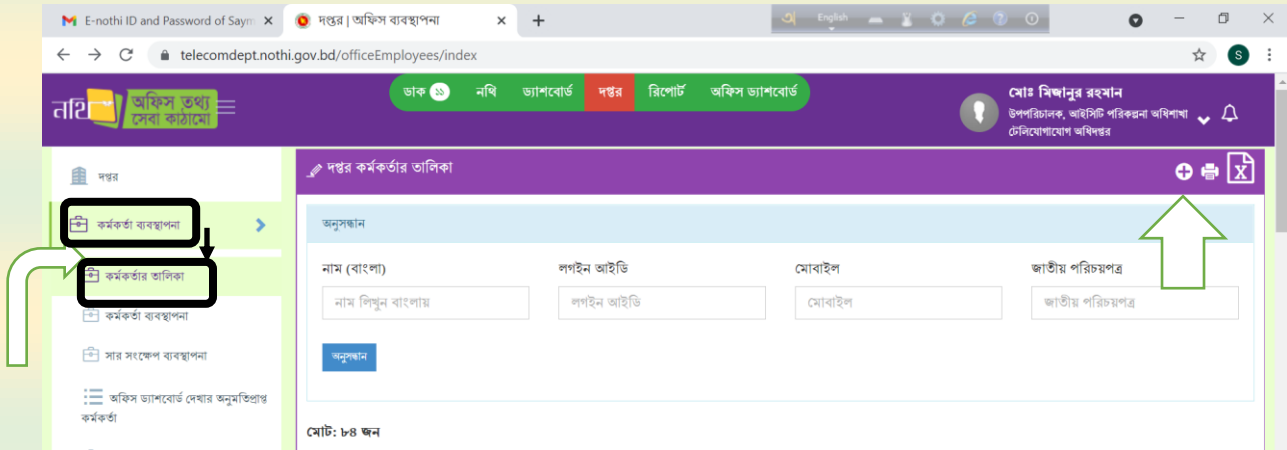 E-nothi ID and Password of Saym
দপ্তর | অফিস ব্যবস্থাপনা
English
telecomdept.nothi.gov.bd/officeEmployees/index
S
নথি
অফিস তথ্য
সেবা কাঠামো
ডাক ১১ নথি ড্যাশবোর্ড দপ্তর রিপোর্ট অফিস ড্যাশবোর্ড
মোঃ মিজানুর রহমান
উপপরিচালক, আইসিটি পরিকল্পনা অধিশাখা
টেলিযোগাযোগ অধিদপ্তর
দপ্তর
কর্মকর্তা ব্যবস্থাপনা
কর্মকর্তার তালিকা
কর্মকর্তা ব্যবস্থাপনা
সার সংক্ষেপ ব্যবস্থাপনা
অফিস ড্যাশবোর্ড দেখার অনুমতিপ্রাপ্ত
কর্মকর্তা
দপ্তর কর্মকর্তার তালিকা
অনুসন্ধান
নাম (বাংলা) লগইন আইডি মোবাইল জাতীয় পরিচয়পত্র
নাম লিখুন বাংলায় লগইন আইডি মোবাইল জাতীয় পরিচয়পত্র
অনুসন্ধান
মোট: ৮৪ জন